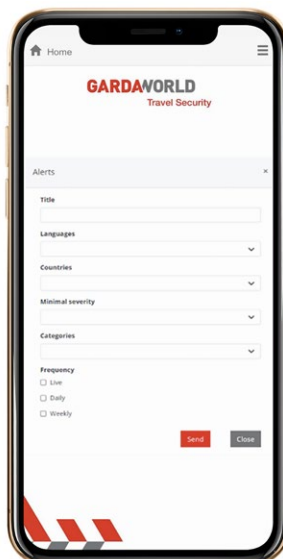 Home
GARDAWORLD
Travel Security
Alerts ×
Title
Languages
Countries
Minimal severity
Categories
Frequency
Live
Daily
Weekly
Send Close